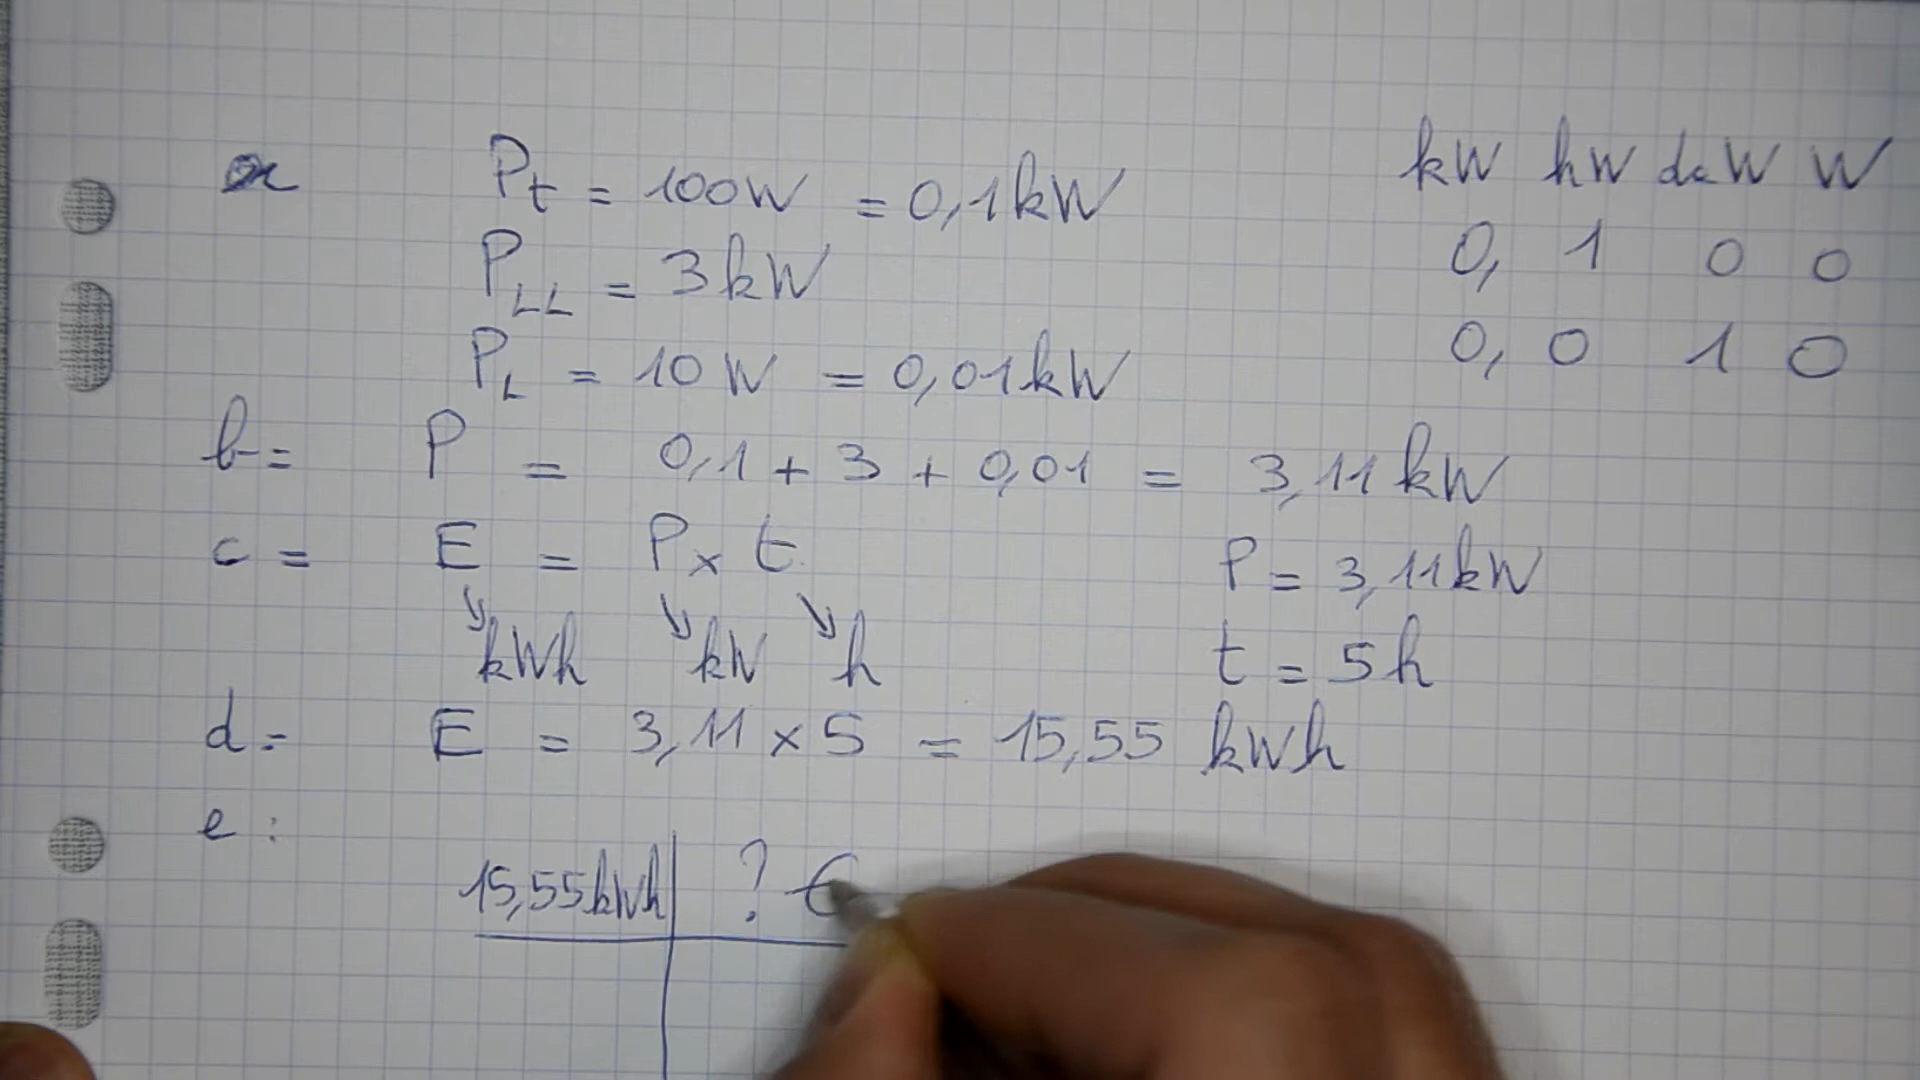 a Pt = 100W = 0,1kW kW hW daW W
PLL = 3kW 0, 1 0 0
PL = 10W = 0,01kW 0, 0 1 0
b= P = 0,1 + 3 + 0,01 = 3,11kW
c= E = P x t P = 3,11kW
↘kWh ↘kW ↘h t = 5h
d= E = 3,11 x 5 = 15,55 kWh
e:
15,55kWh ? €